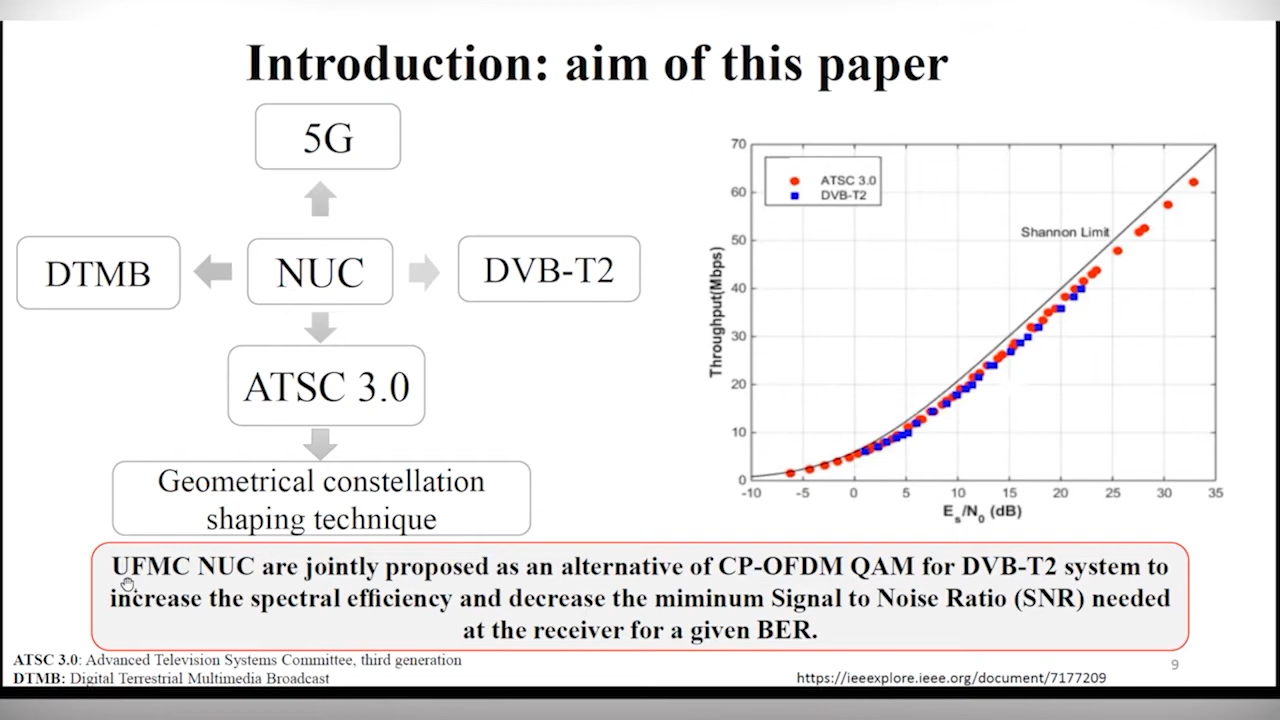 Introduction: aim of this paper
5G
DTMB
NUC
DVB-T2
ATSC 3.0
Geometrical constellation
shaping technique
70
60
50
40
30
20
10
0
Throughput(Mbps)
ATSC 3.0
DVB-T2
Shannon Limit
-10 -5 0 5 10 15 20 25 30 35
Es/N0 (dB)
UFMC NUC are jointly proposed as an alternative of CP-OFDM QAM for DVB-T2 system to
increase the spectral efficiency and decrease the miminum Signal to Noise Ratio (SNR) needed
at the receiver for a given BER.
ATSC 3.0: Advanced Television Systems Committee, third generation
DTMB: Digital Terrestrial Multimedia Broadcast
9
https://ieeexplore.ieee.org/document/7177209